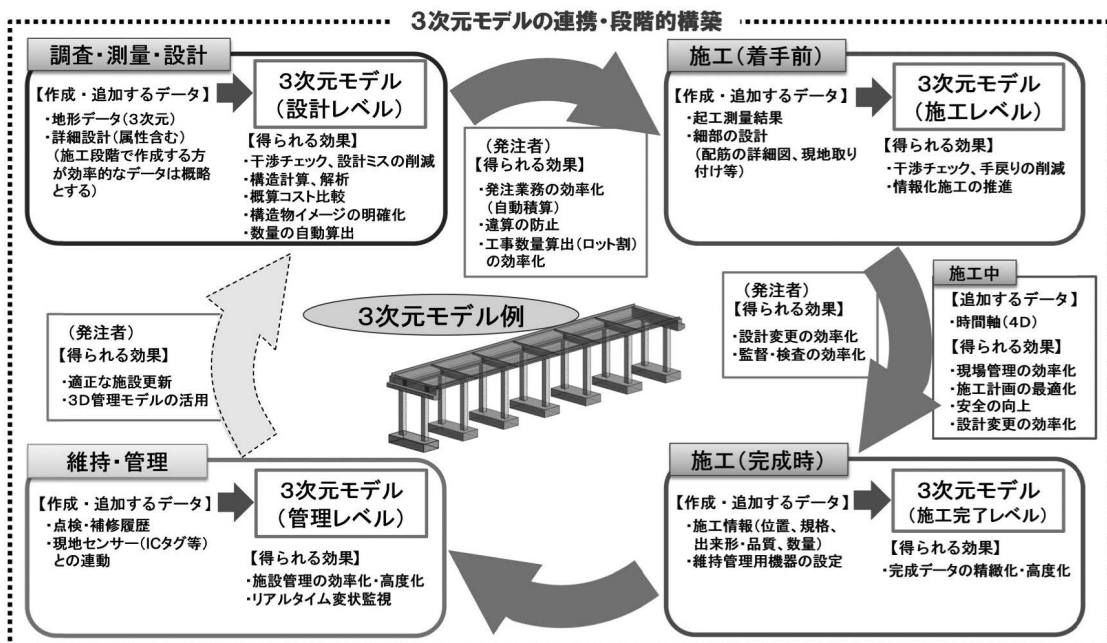 3次元モデルの連携・段階的構築
調査・測量・設計
【作成・追加するデータ】
・地形データ(3次元)
・詳細設計(属性含む)
(施工段階で作成する方
が効率的なデータは概略
とする)
3次元モデル
(設計レベル)
【得られる効果】
・干渉チェック、設計ミスの削減
・構造計算、解析
・概算コスト比較
・構造物イメージの明確化
・数量の自動算出
(発注者)
【得られる効果】
・発注業務の効率化
(自動積算)
・違算の防止
・工事数量算出(ロット割)
の効率化
施工(着手前)
【作成・追加するデータ】
・起工測量結果
・細部の設計
(配筋の詳細図、現地取り
付け等)
3次元モデル
(施工レベル)
【得られる効果】
・干渉チェック、手戻りの削減
・情報化施工の推進
(発注者)
【得られる効果】
・設計変更の効率化
・監督・検査の効率化
施工中
【追加するデータ】
・時間軸(4D)
【得られる効果】
・現場管理の効率化
・施工計画の最適化
・安全の向上
・設計変更の効率化
3次元モデル例
(発注者)
【得られる効果】
・適正な施設更新
・3D管理モデルの活用
維持・管理
【作成・追加するデータ】
・点検・補修履歴
・現地センサー(ICタグ等)
との連動
3次元モデル
(管理レベル)
【得られる効果】
・施設管理の効率化・高度化
・リアルタイム変状監視
施工(完成時)
【作成・追加するデータ】
・施工情報(位置、規格、
出来形・品質、数量)
・維持管理用機器の設定
3次元モデル
(施工完了レベル)
【得られる効果】
・完成データの精緻化・高度化